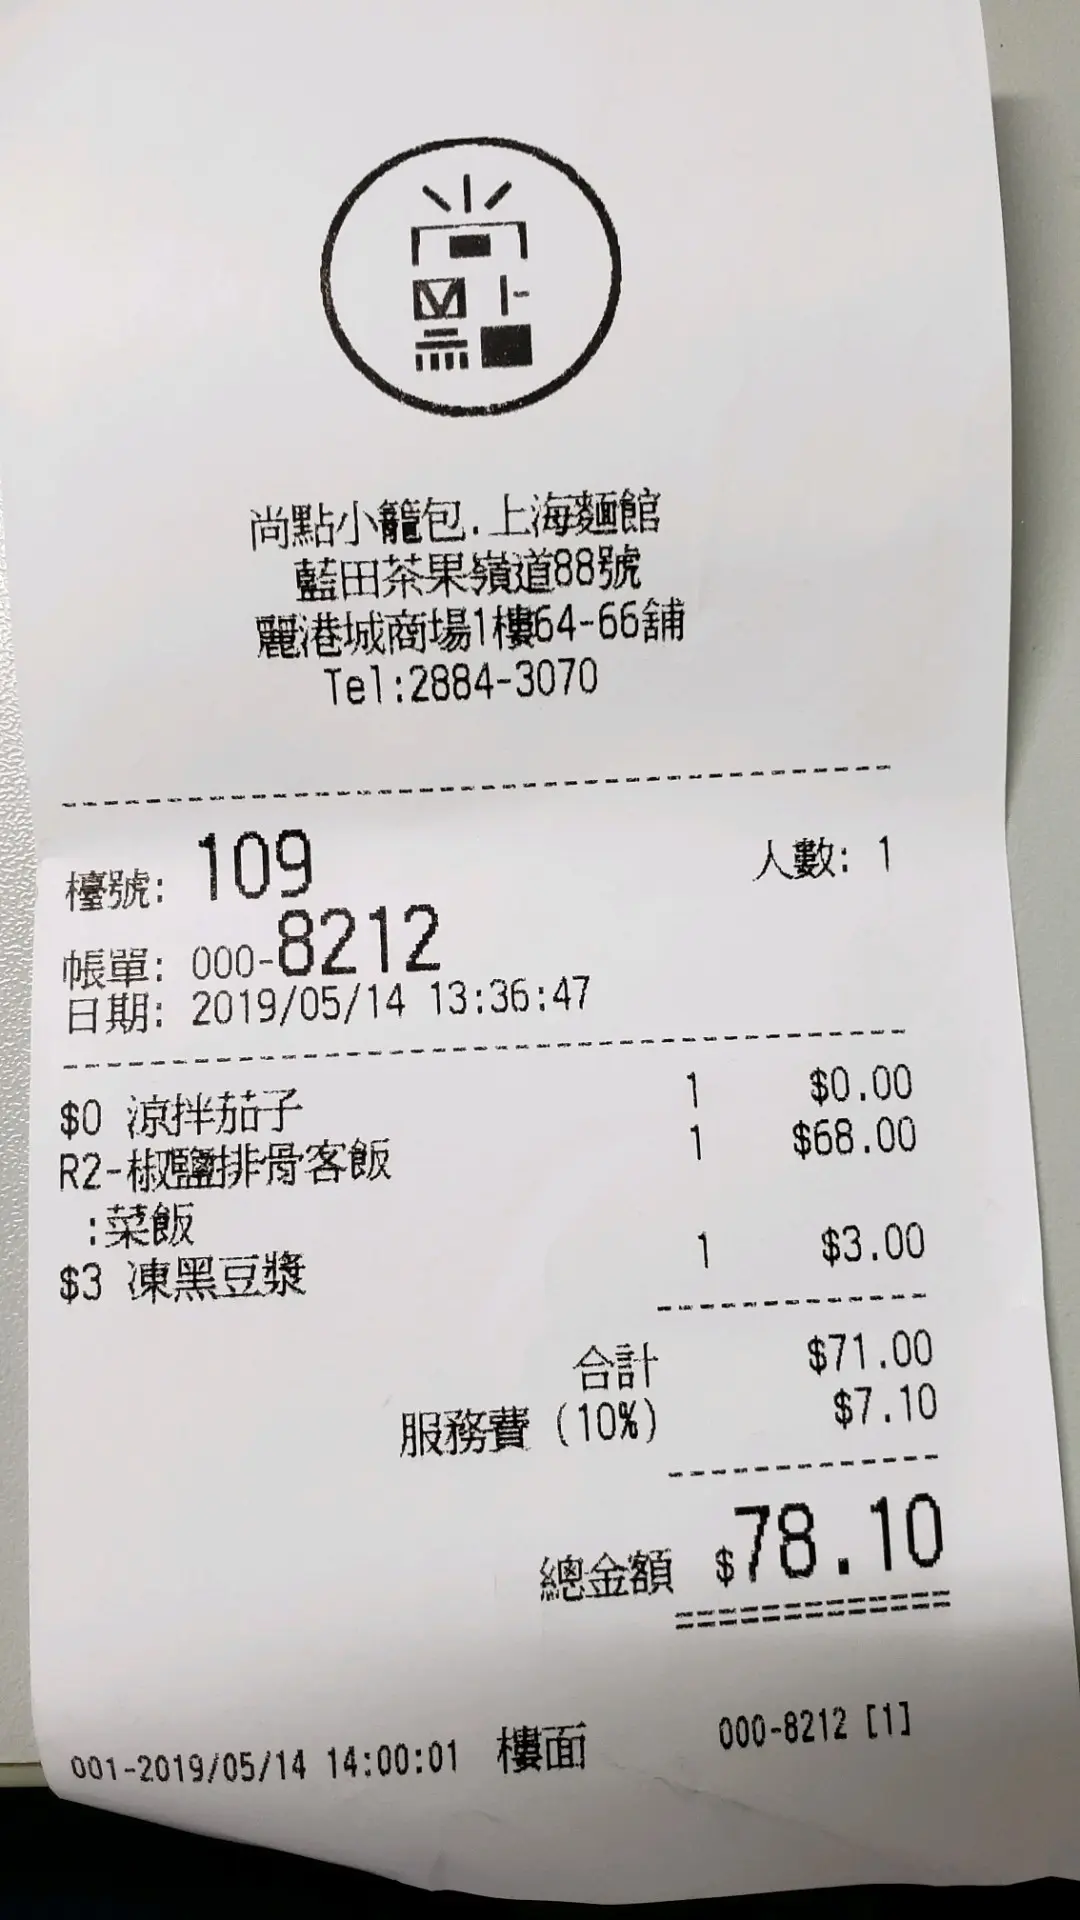 尚點
尚點小籠包.上海麵館
藍田茶果嶺道88號
麗港城商場1樓64-66舖
Tel:2884-3070
檯號: 109 人數: 1
帳單: 000-8212
日期: 2019/05/14 13:36:47
$0 涼拌茄子 1 $0.00
R2-椒鹽排骨客飯 1 $68.00
:菜飯
$3 凍黑豆漿 1 $3.00
合計 $71.00
服務費 (10%) $7.10
總金額 $78.10
001-2019/05/14 14:00:01 樓面 000-8212 [1]